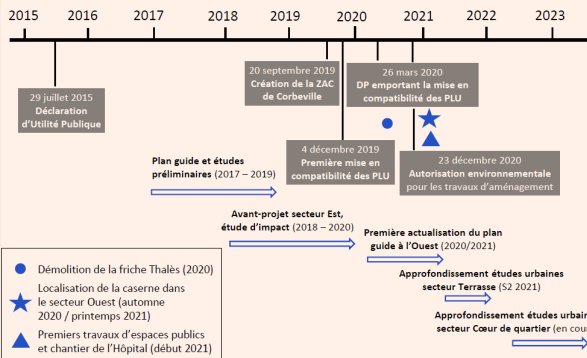 2015 2016 2017 2018 2019 2020 2021 2022 2023
29 juillet 2015
Déclaration
d'Utilité Publique
20 septembre 2019
Création de la ZAC
de Corbeville
26 mars 2020
DP emportant la mise en
compatibilité des PLU
4 décembre 2019
Première mise en
compatibilité des PLU
23 décembre 2020
Autorisation environnementale
pour les travaux d'aménagement
Plan guide et études
préliminaires (2017 – 2019)
Avant-projet secteur Est,
étude d'impact (2018 – 2020)
Première actualisation du plan
guide à l'Ouest (2020/2021)
Approfondissement études urbaines
secteur Terrasse (S2 2021)
Approfondissement études urbain
secteur Cœur de quartier (en cou
Démolition de la friche Thalès (2020)
Localisation de la caserne dans
le secteur Ouest (automne
2020 / printemps 2021)
Premiers travaux d'espaces publics
et chantier de l'Hôpital (début 2021)